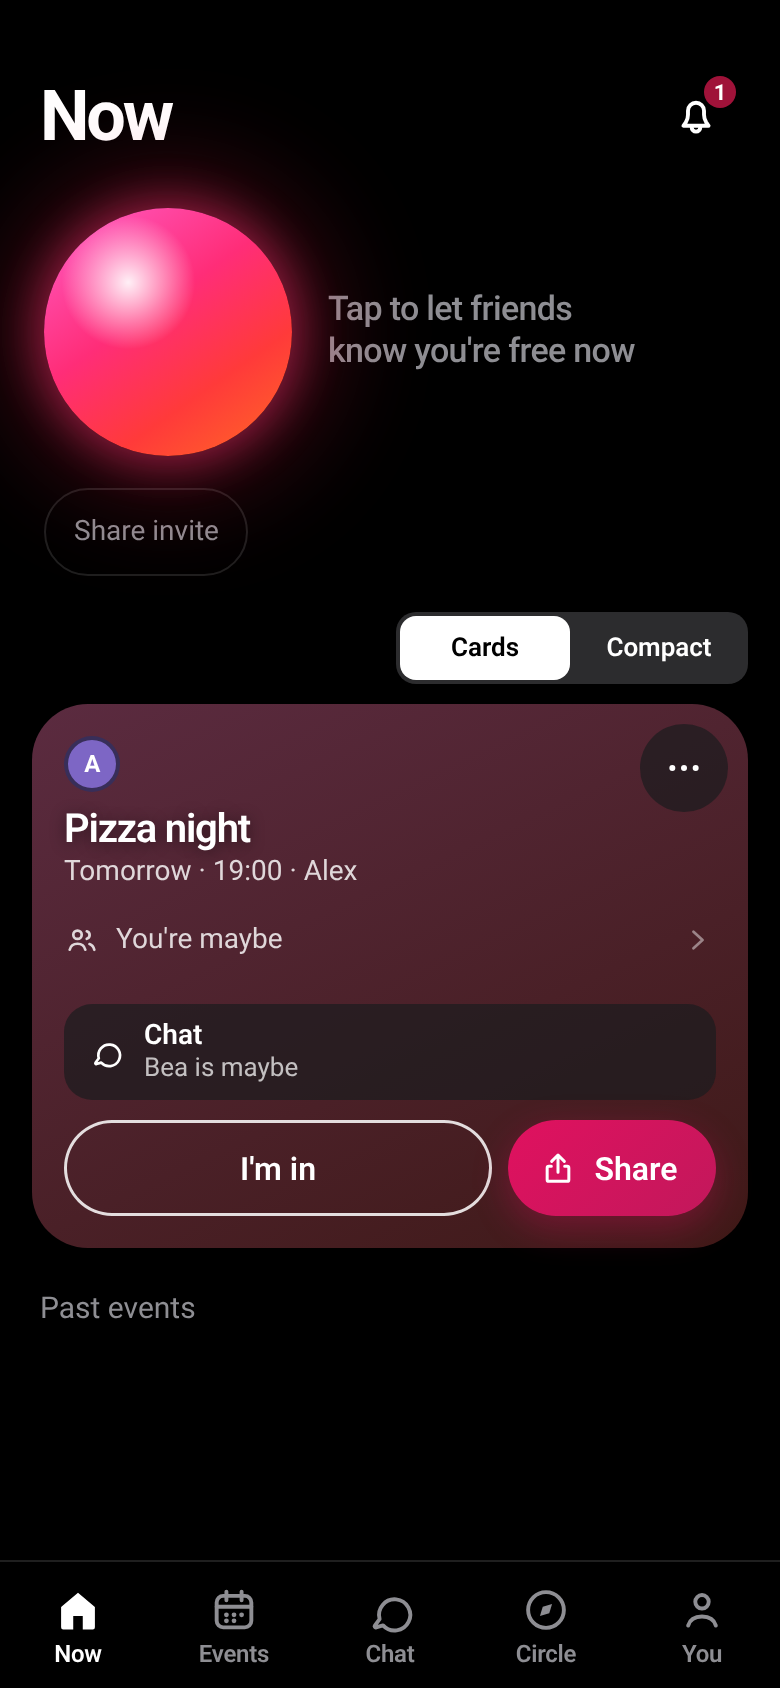 Now
1
Tap to let friends
know you're free now
Share invite
Cards
Compact
A
Pizza night
Tomorrow · 19:00 · Alex
You're maybe
Chat
Bea is maybe
I'm in
Share
Past events
Now
Events
Chat
Circle
You